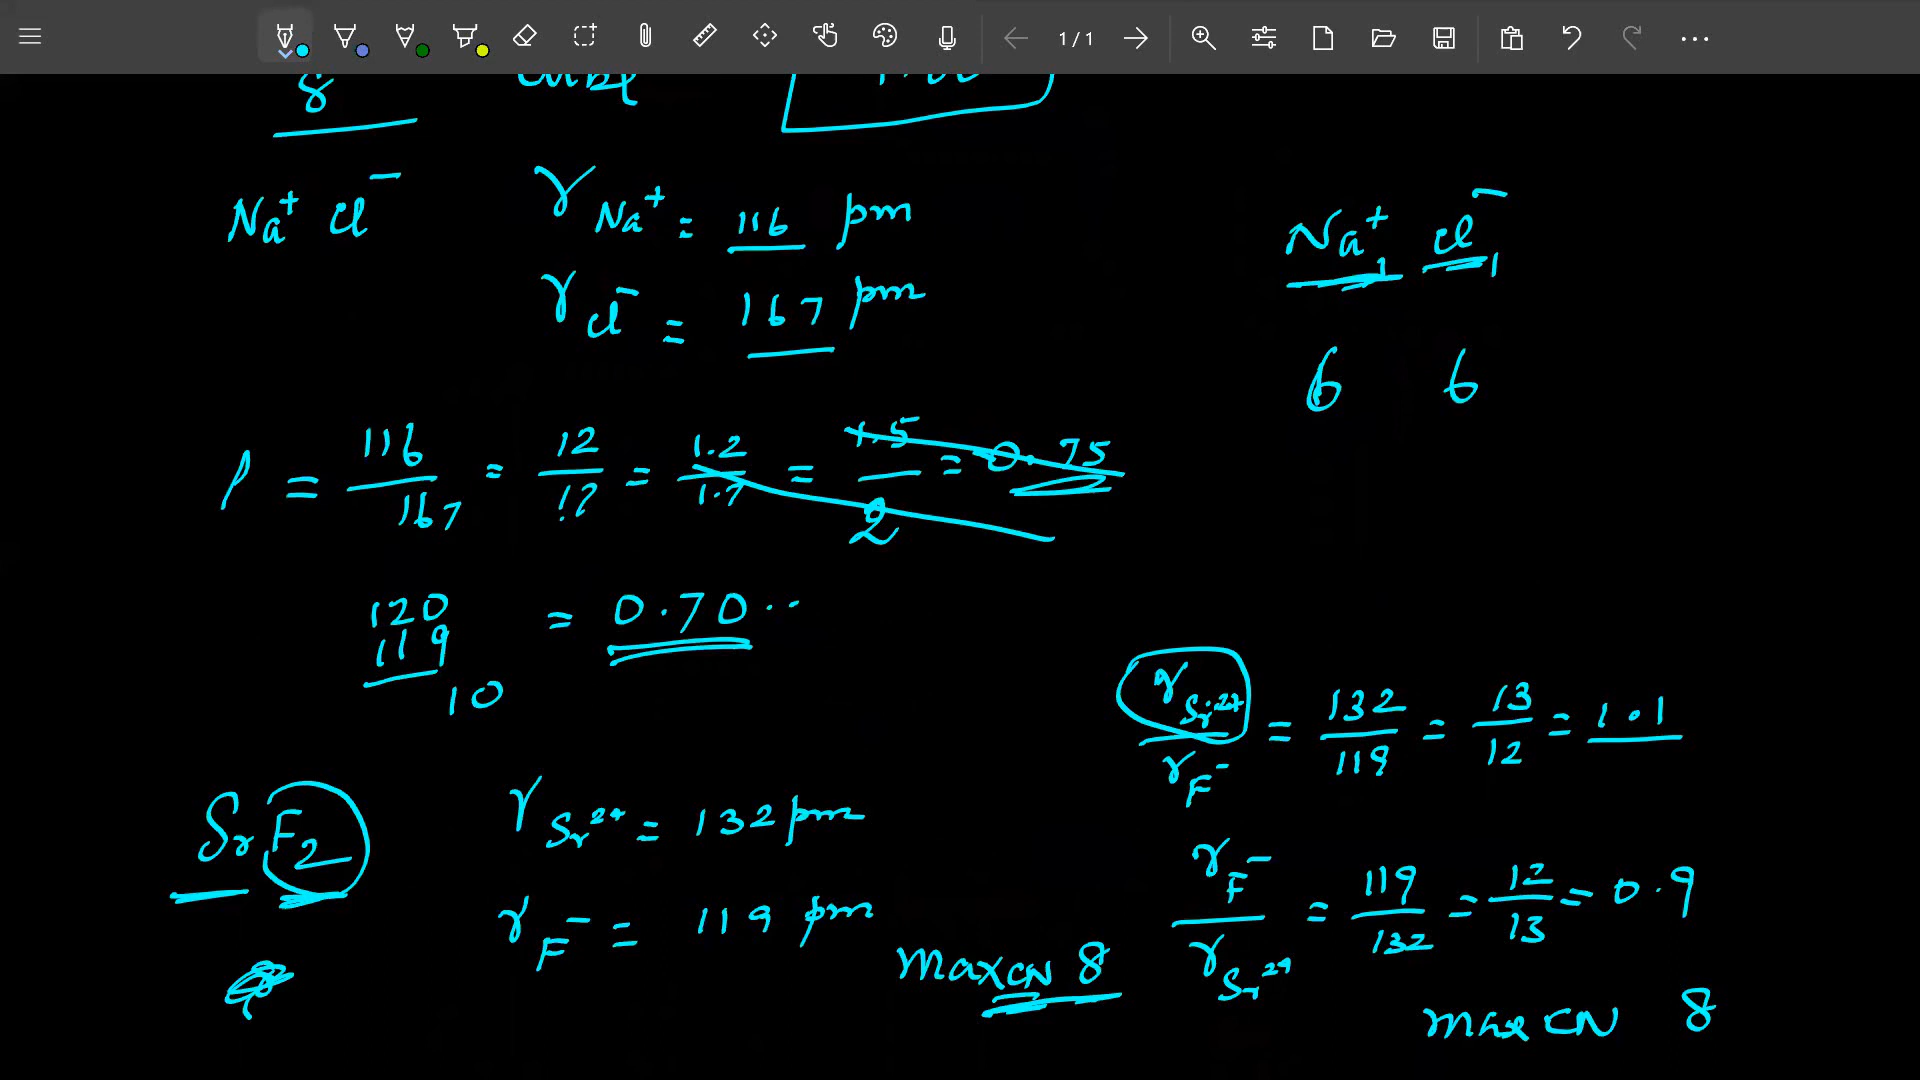 1 / 1
8
Na⁺ Cl⁻
γ Na⁺ = 116 pm
γ Cl⁻ = 167 pm
Na⁺₁ Cl⁻₁
6 6
ρ = 116/167 = 12/17 = 1.2/1.7 = 1.5/2 = 0.75
120
119
10
= 0.70..
γ Sr²⁺/γ F⁻ = 132/119 = 13/12 = 1.1
SrF₂
γ Sr²⁺ = 132 pm
γ F⁻ = 119 pm
max CN 8
γ F⁻/γ Sr²⁺ = 119/132 = 12/13 = 0.9
max CN 8